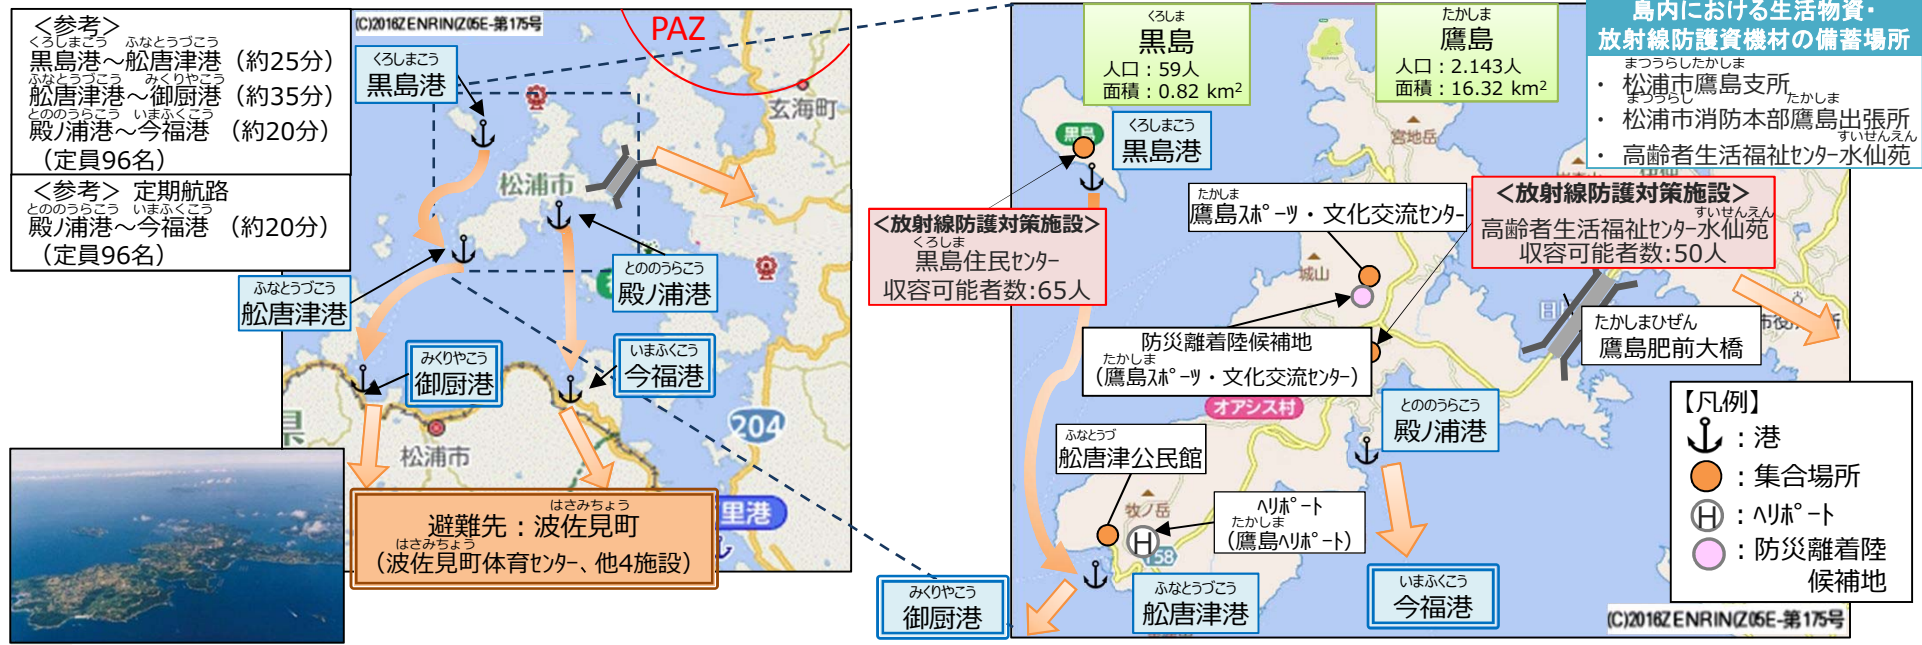 <参考>
くろしまこう ふなとうづこう
黒島港～舩唐津港（約25分）
ふなとうづこう みくりやこう
舩唐津港～御厨港（約35分）
とののうらこう いまふくこう
殿ﾉ浦港～今福港（約20分）
（定員96名）
<参考> 定期航路
とののうらこう いまふくこう
殿ﾉ浦港～今福港（約20分）
（定員96名）
(C)2016ZENRIN(Z05E-第175号
PAZ
くろしまこう
黒島港
玄海町
松浦市
とののうらこう
殿ﾉ浦港
ふなとうづこう
舩唐津港
みくりやこう
御厨港
いまふくこう
今福港
県
松浦市
204
里港
避難先：波佐見町
はさみちょう
（波佐見町体育ｾﾝﾀｰ、他4施設）
はさみちょう
くろしま
黒島
人口：59人
面積：0.82 km²
たかしま
鷹島
人口：2.143人
面積：16.32 km²
島内における生活物資・
放射線防護資機材の備蓄場所
まつうらしたかしま
・ 松浦市鷹島支所
まつうらし たかしま
・ 松浦市消防本部鷹島出張所
すいせんえん
・ 高齢者生活福祉ｾﾝﾀｰ水仙苑
黒島
くろしまこう
黒島港
宮地岳
<放射線防護対策施設>
くろしま
黒島住民ｾﾝﾀｰ
収容可能者数:65人
たかしま
鷹島ｽﾎﾟｰﾂ・文化交流ｾﾝﾀｰ
<放射線防護対策施設>
すいせんえん
高齢者生活福祉ｾﾝﾀｰ水仙苑
収容可能者数:50人
城山
防災離着陸候補地
たかしま
（鷹島ｽﾎﾟｰﾂ・文化交流ｾﾝﾀｰ）
たかしまひぜん
鷹島肥前大橋
オアシス村
とののうらこう
殿ﾉ浦港
ふなとうづ
舩唐津公民館
牧ノ岳
ﾍﾘﾎﾟｰﾄ
たかしま
（鷹島ﾍﾘﾎﾟｰﾄ）
H
158
みくりやこう
御厨港
ふなとうづこう
舩唐津港
いまふくこう
今福港
【凡例】
：港
：集合場所
H：ﾍﾘﾎﾟｰﾄ
：防災離着陸
候補地
(C)2016ZENRIN(Z05E-第175号